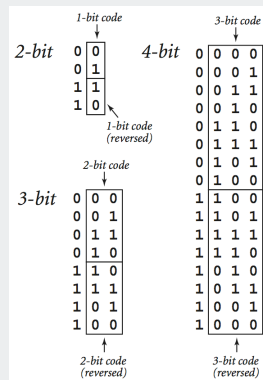 1-bit code
2-bit
0 0
0 1
1 1
1 0
1-bit code
(reversed)
2-bit code
3-bit
0 0 0
0 0 1
0 1 1
0 1 0
1 1 0
1 1 1
1 0 1
1 0 0
2-bit code
(reversed)
3-bit code
4-bit
0 0 0 0
0 0 0 1
0 0 1 1
0 0 1 0
0 1 1 0
0 1 1 1
0 1 0 1
0 1 0 0
1 1 0 0
1 1 0 1
1 1 1 1
1 1 1 0
1 0 1 0
1 0 1 1
1 0 0 1
1 0 0 0
3-bit code
(reversed)